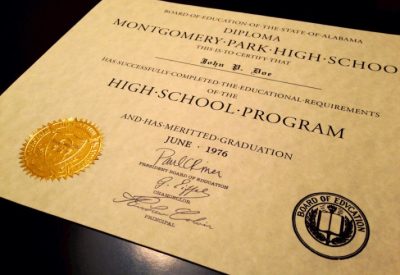 BOARD OF EDUCATION OF THE STATE OF ALABAMA
DIPLOMA
MONTGOMERY·PARK·HIGH·SCHOO
THIS·IS·TO·CERTIFY·THAT
John P. Doe
HAS·SUCCESSFULLY·COMPLETED·THE·EDUCATIONAL·REQUIREMENTS
OF·THE
HIGH·SCHOOL·PROGRAM
AND·HAS·MERITTED·GRADUATION
JUNE · 1976
PRESIDENT BOARD OF EDUCATION
CHANCELOR
PRINCIPAL
BOARD OF EDUCATION